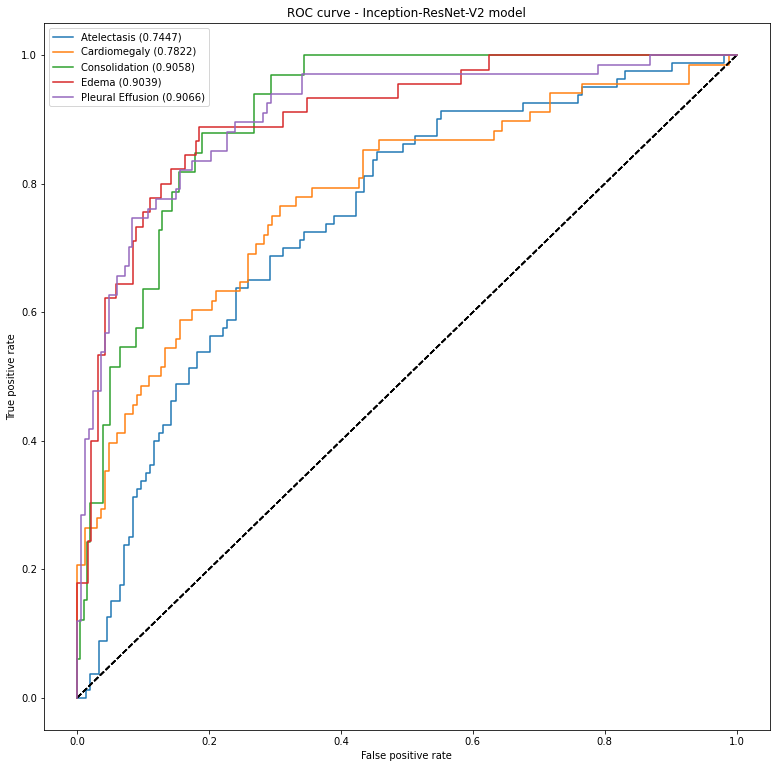 ROC curve - Inception-ResNet-V2 model
Atelectasis (0.7447)
Cardiomegaly (0.7822)
Consolidation (0.9058)
Edema (0.9039)
Pleural Effusion (0.9066)
True positive rate
1.0
0.8
0.6
0.4
0.2
0.0
0.0 0.2 0.4 0.6 0.8 1.0
False positive rate